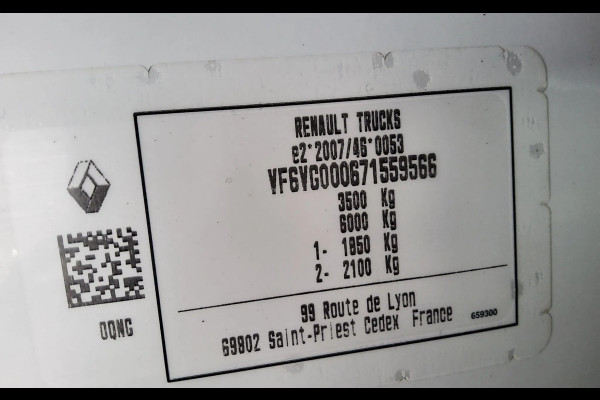 RENAULT TRUCKS
e2*2007/46*0053
VF6VG000671559566
3500 Kg
6000 Kg
1- 1850 Kg
2- 2100 Kg
99 Route de Lyon
69802 Saint-Priest Cedex France 659300
OQNG